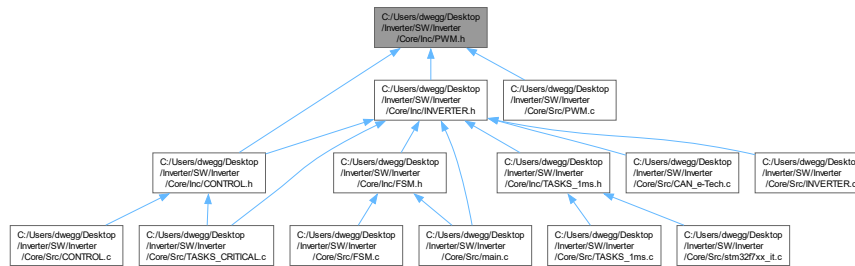 C:/Users/dwegg/Desktop
/Inverter/SW/Inverter
/Core/Inc/PWM.h
C:/Users/dwegg/Desktop
/Inverter/SW/Inverter
/Core/Inc/INVERTER.h
C:/Users/dwegg/Desktop
/Inverter/SW/Inverter
/Core/Src/PWM.c
C:/Users/dwegg/Desktop
/Inverter/SW/Inverter
/Core/Inc/CONTROL.h
C:/Users/dwegg/Desktop
/Inverter/SW/Inverter
/Core/Inc/FSM.h
C:/Users/dwegg/Desktop
/Inverter/SW/Inverter
/Core/Inc/TASKS_1ms.h
C:/Users/dwegg/Desktop
/Inverter/SW/Inverter
/Core/Src/CAN_e-Tech.c
C:/Users/dwegg/Desktop
/Inverter/SW/Inverter
/Core/Src/INVERTER.c
C:/Users/dwegg/Desktop
/Inverter/SW/Inverter
/Core/Src/CONTROL.c
C:/Users/dwegg/Desktop
/Inverter/SW/Inverter
/Core/Src/TASKS_CRITICAL.c
C:/Users/dwegg/Desktop
/Inverter/SW/Inverter
/Core/Src/FSM.c
C:/Users/dwegg/Desktop
/Inverter/SW/Inverter
/Core/Src/main.c
C:/Users/dwegg/Desktop
/Inverter/SW/Inverter
/Core/Src/TASKS_1ms.c
C:/Users/dwegg/Desktop
/Inverter/SW/Inverter
/Core/Src/stm32f7xx_it.c